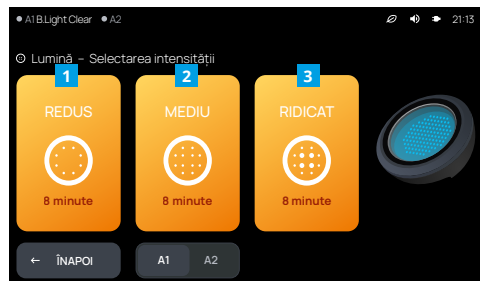 A1 B.Light Clear A2 21:13
Lumină – Selectarea intensității
1 2 3
REDUS MEDIU RIDICAT
8 minute 8 minute 8 minute
← ÎNAPOI A1 A2